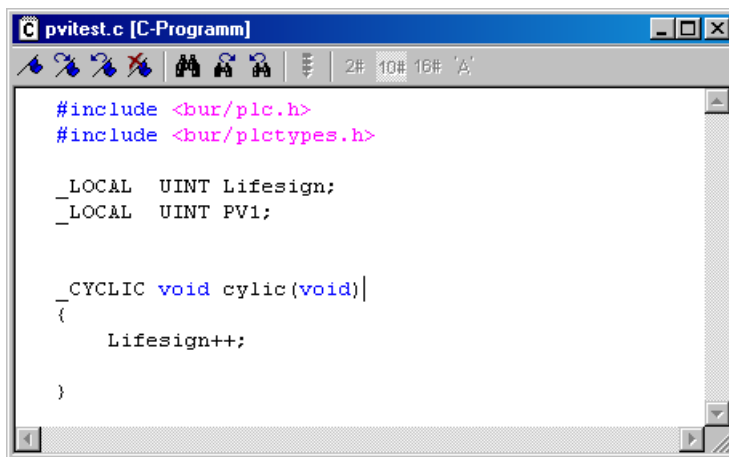 pvitest.c [C-Programm]
2# 10# 16# 'A'
#include <bur/plc.h>
#include <bur/plctypes.h>
_LOCAL  UINT Lifesign;
_LOCAL  UINT PV1;
_CYCLIC void cylic(void)
{
    Lifesign++;
}